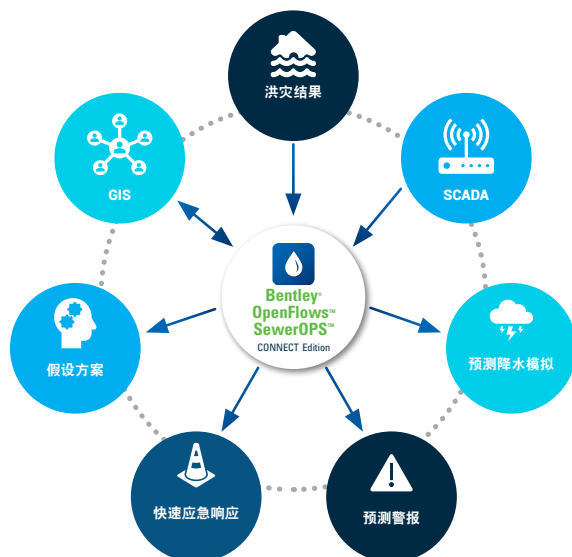 洪灾结果
GIS
SCADA
Bentley®
OpenFlows™
SewerOPS™
CONNECT Edition
假设方案
预测降水模拟
快速应急响应
预测警报